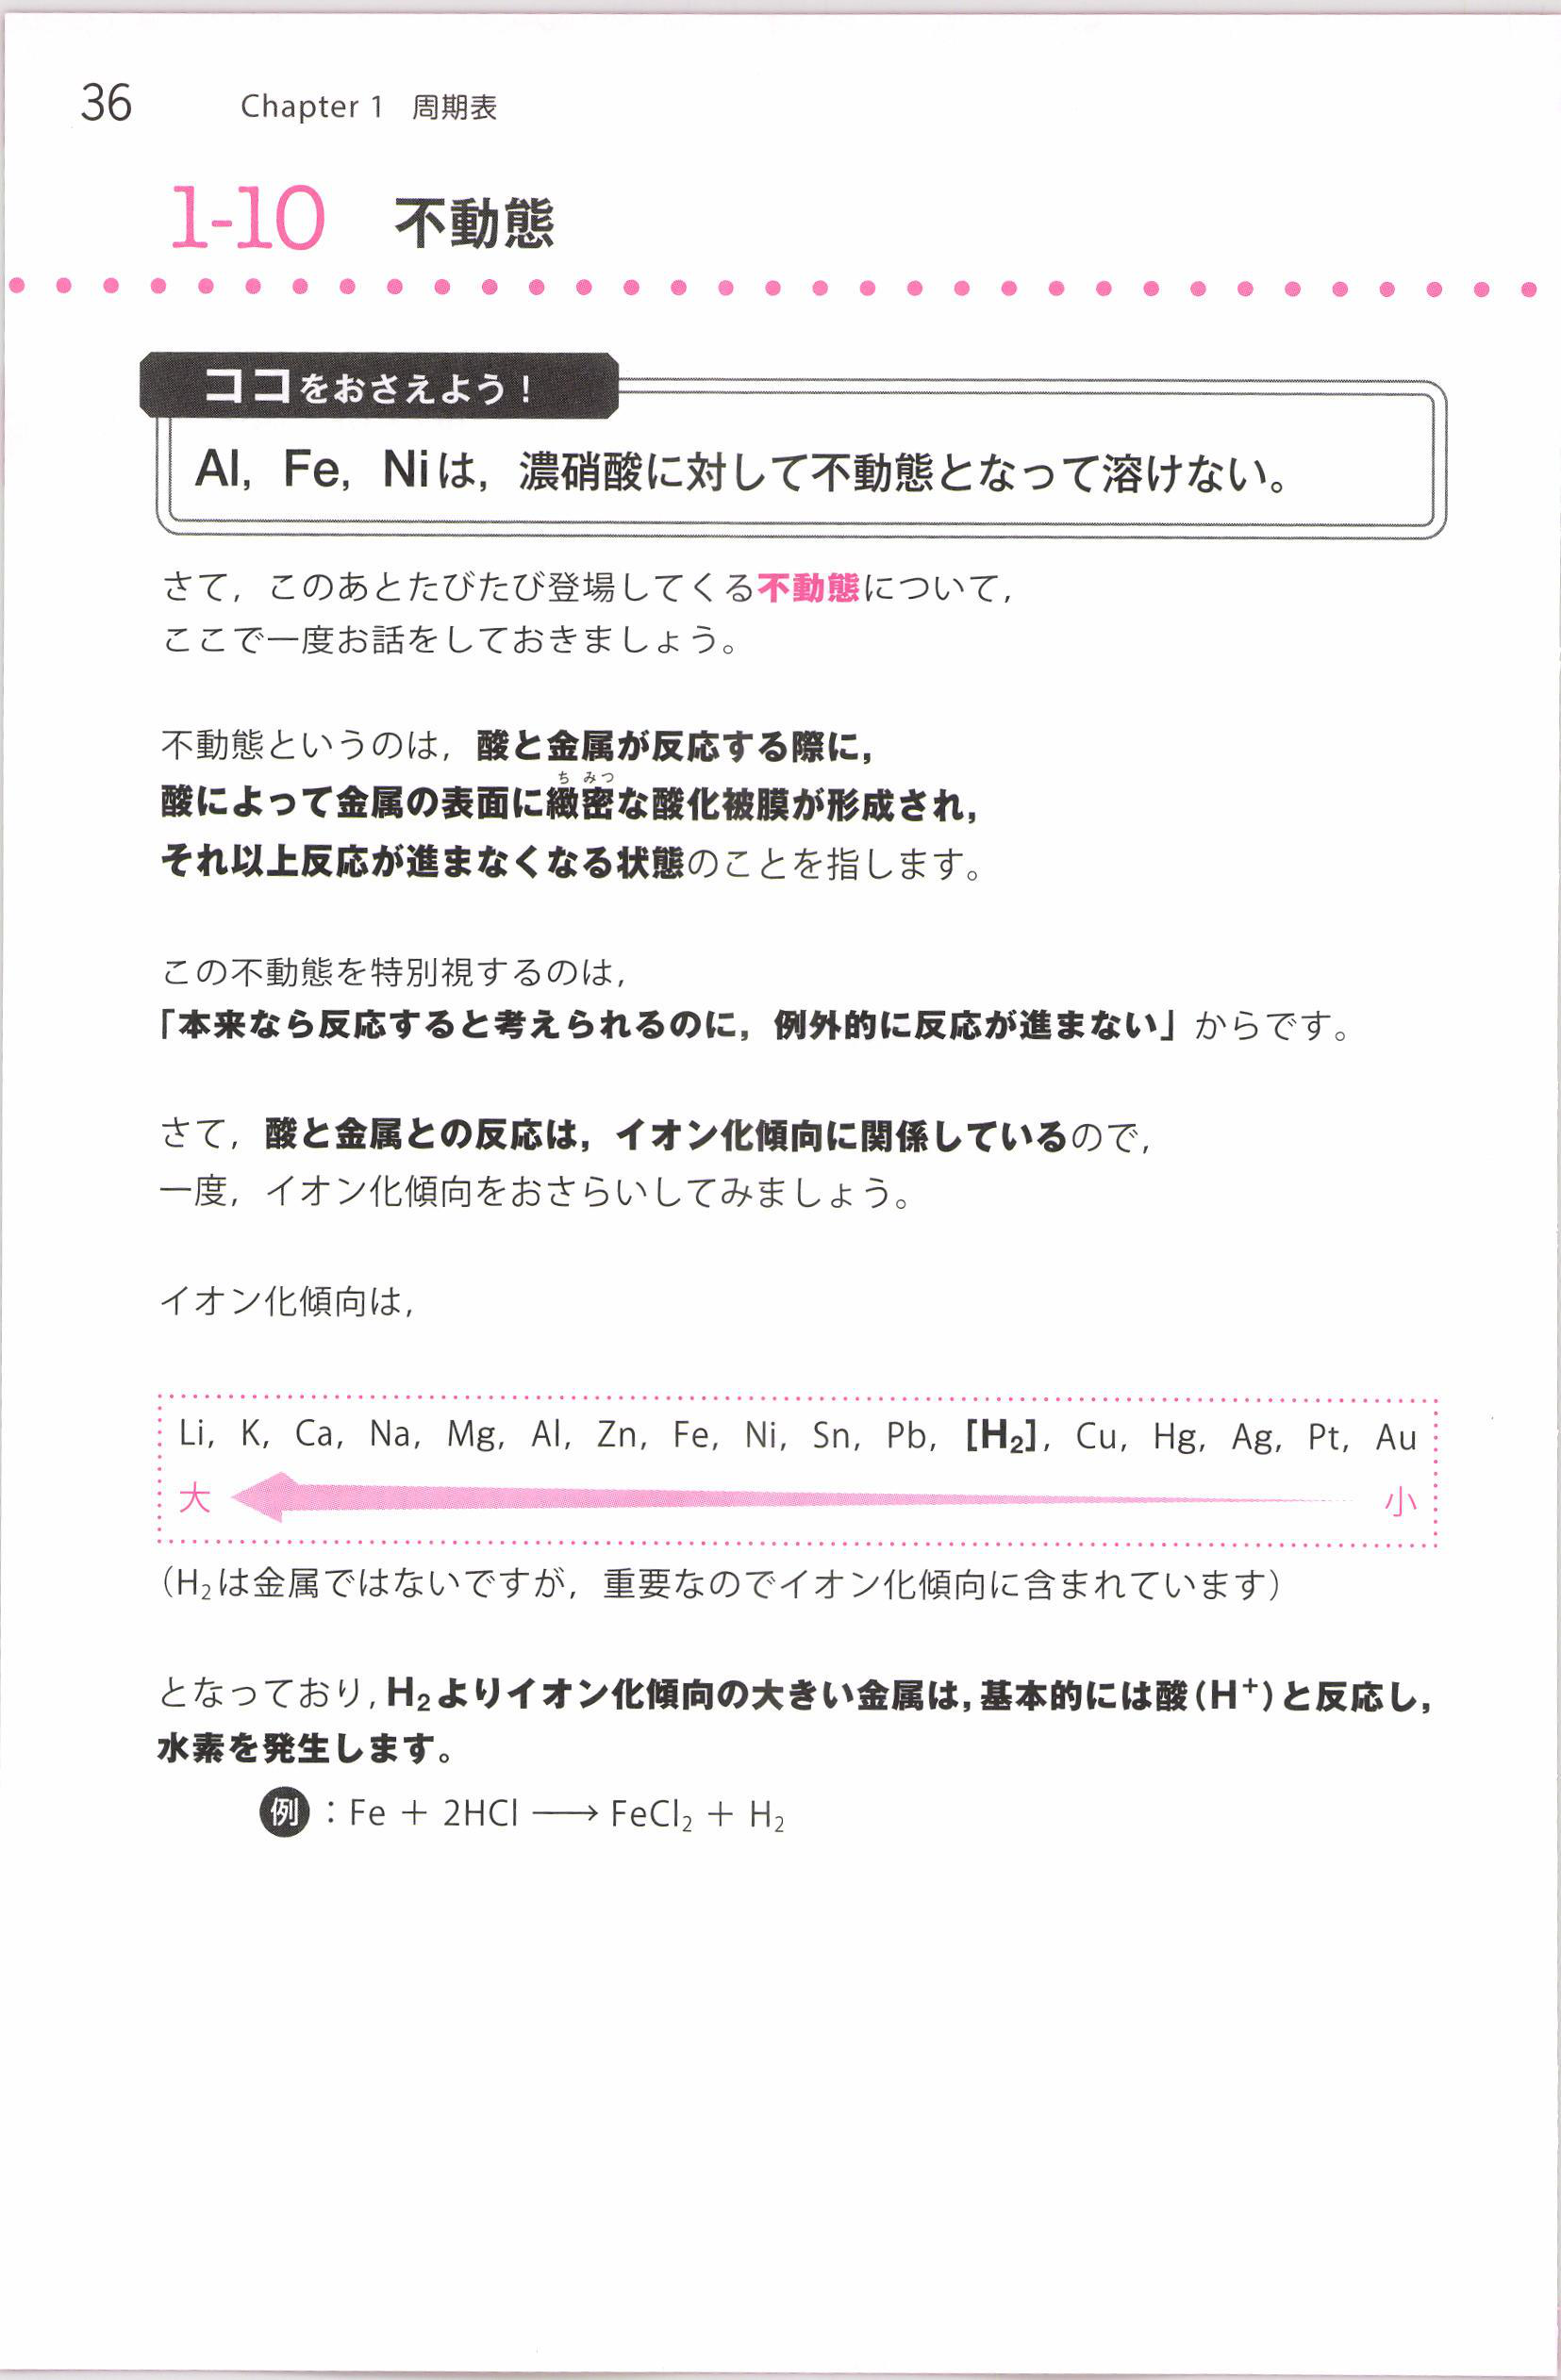 36 Chapter 1 周期表
1-10 不動態
ココをおさえよう！
Al, Fe, Niは，濃硝酸に対して不動態となって溶けない。
さて，このあとたびたび登場してくる不動態について，
ここで一度お話をしておきましょう。
不動態というのは，酸と金属が反応する際に，
ち みつ
酸によって金属の表面に緻密な酸化被膜が形成され，
それ以上反応が進まなくなる状態のことを指します。
この不動態を特別視するのは，
「本来なら反応すると考えられるのに，例外的に反応が進まない」からです。
さて，酸と金属との反応は，イオン化傾向に関係しているので，
一度，イオン化傾向をおさらいしてみましょう。
イオン化傾向は，
Li, K, Ca, Na, Mg, Al, Zn, Fe, Ni, Sn, Pb, [H₂], Cu, Hg, Ag, Pt, Au
大 小
（H₂は金属ではないですが，重要なのでイオン化傾向に含まれています）
となっており，H₂よりイオン化傾向の大きい金属は，基本的には酸（H⁺）と反応し，
水素を発生します。
例：Fe + 2HCl ⟶ FeCl₂ + H₂